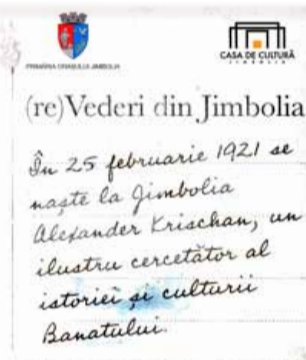 PRIMĂRIA ORAȘULUI JIMBOLIA
CASA DE CULTURĂ
JIMBOLIA
(re)Vederi din Jimbolia
În 25 februarie 1921 se
naște la Jimbolia
Alexander Krischan, un
ilustru cercetător al
istoriei și culturii
Banatului.